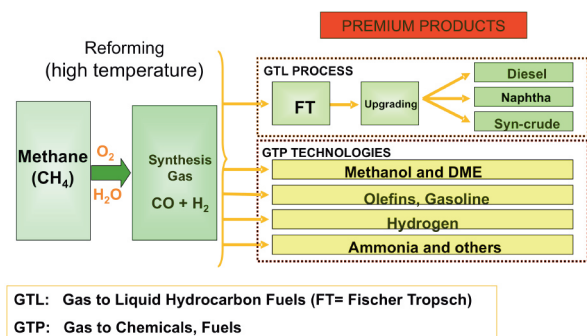 PREMIUM PRODUCTS
Reforming
(high temperature)
GTL PROCESS
FT
Upgrading
Diesel
Naphtha
Syn-crude
Methane
(CH₄)
O₂
H₂O
Synthesis
Gas
CO + H₂
GTP TECHNOLOGIES
Methanol and DME
Olefins, Gasoline
Hydrogen
Ammonia and others
GTL: Gas to Liquid Hydrocarbon Fuels (FT= Fischer Tropsch)
GTP: Gas to Chemicals, Fuels